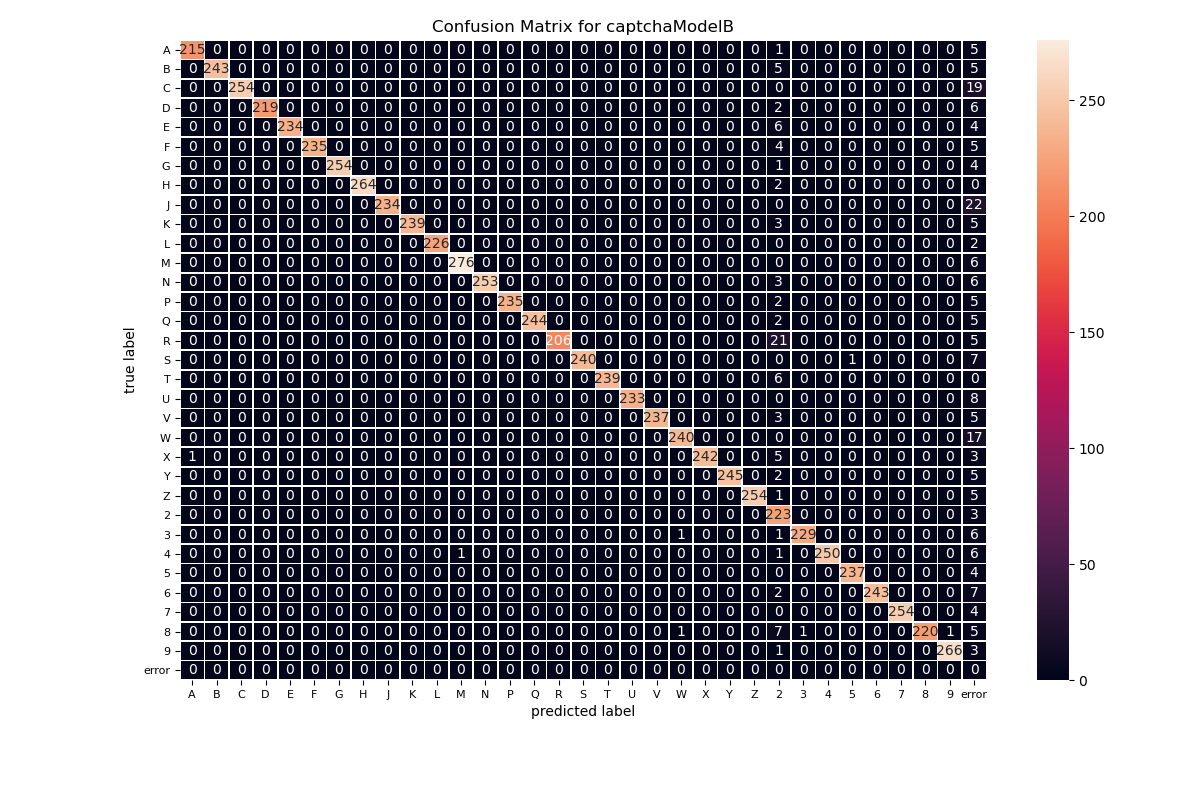 Confusion Matrix for captchaModelB
true label
A 215 0 0 0 0 0 0 0 0 0 0 0 0 0 0 0 0 0 0 0 0 0 0 0 1 0 0 0 0 0 0 0 5
B 0 243 0 0 0 0 0 0 0 0 0 0 0 0 0 0 0 0 0 0 0 0 0 0 5 0 0 0 0 0 0 0 5
C 0 0 254 0 0 0 0 0 0 0 0 0 0 0 0 0 0 0 0 0 0 0 0 0 0 0 0 0 0 0 0 0 19
D 0 0 0 219 0 0 0 0 0 0 0 0 0 0 0 0 0 0 0 0 0 0 0 0 2 0 0 0 0 0 0 0 6
E 0 0 0 0 234 0 0 0 0 0 0 0 0 0 0 0 0 0 0 0 0 0 0 0 6 0 0 0 0 0 0 0 4
F 0 0 0 0 0 235 0 0 0 0 0 0 0 0 0 0 0 0 0 0 0 0 0 0 4 0 0 0 0 0 0 0 5
G 0 0 0 0 0 0 254 0 0 0 0 0 0 0 0 0 0 0 0 0 0 0 0 0 1 0 0 0 0 0 0 0 4
H 0 0 0 0 0 0 0 264 0 0 0 0 0 0 0 0 0 0 0 0 0 0 0 0 2 0 0 0 0 0 0 0 0
J 0 0 0 0 0 0 0 0 234 0 0 0 0 0 0 0 0 0 0 0 0 0 0 0 0 0 0 0 0 0 0 0 22
K 0 0 0 0 0 0 0 0 0 239 0 0 0 0 0 0 0 0 0 0 0 0 0 0 3 0 0 0 0 0 0 0 5
L 0 0 0 0 0 0 0 0 0 0 226 0 0 0 0 0 0 0 0 0 0 0 0 0 0 0 0 0 0 0 0 0 2
M 0 0 0 0 0 0 0 0 0 0 0 276 0 0 0 0 0 0 0 0 0 0 0 0 0 0 0 0 0 0 0 0 6
N 0 0 0 0 0 0 0 0 0 0 0 0 253 0 0 0 0 0 0 0 0 0 0 0 3 0 0 0 0 0 0 0 6
P 0 0 0 0 0 0 0 0 0 0 0 0 0 235 0 0 0 0 0 0 0 0 0 0 2 0 0 0 0 0 0 0 5
Q 0 0 0 0 0 0 0 0 0 0 0 0 0 0 244 0 0 0 0 0 0 0 0 0 2 0 0 0 0 0 0 0 5
R 0 0 0 0 0 0 0 0 0 0 0 0 0 0 0 206 0 0 0 0 0 0 0 0 21 0 0 0 0 0 0 0 5
S 0 0 0 0 0 0 0 0 0 0 0 0 0 0 0 0 240 0 0 0 0 0 0 0 0 0 0 1 0 0 0 0 7
T 0 0 0 0 0 0 0 0 0 0 0 0 0 0 0 0 0 239 0 0 0 0 0 0 6 0 0 0 0 0 0 0 0
U 0 0 0 0 0 0 0 0 0 0 0 0 0 0 0 0 0 0 233 0 0 0 0 0 0 0 0 0 0 0 0 0 8
V 0 0 0 0 0 0 0 0 0 0 0 0 0 0 0 0 0 0 0 237 0 0 0 0 3 0 0 0 0 0 0 0 5
W 0 0 0 0 0 0 0 0 0 0 0 0 0 0 0 0 0 0 0 0 240 0 0 0 0 0 0 0 0 0 0 0 17
X 1 0 0 0 0 0 0 0 0 0 0 0 0 0 0 0 0 0 0 0 0 242 0 0 5 0 0 0 0 0 0 0 3
Y 0 0 0 0 0 0 0 0 0 0 0 0 0 0 0 0 0 0 0 0 0 0 245 0 2 0 0 0 0 0 0 0 5
Z 0 0 0 0 0 0 0 0 0 0 0 0 0 0 0 0 0 0 0 0 0 0 0 254 1 0 0 0 0 0 0 0 5
2 0 0 0 0 0 0 0 0 0 0 0 0 0 0 0 0 0 0 0 0 0 0 0 0 223 0 0 0 0 0 0 0 3
3 0 0 0 0 0 0 0 0 0 0 0 0 0 0 0 0 0 0 0 0 1 0 0 0 1 229 0 0 0 0 0 0 6
4 0 0 0 0 0 0 0 0 0 0 0 1 0 0 0 0 0 0 0 0 0 0 0 0 1 0 250 0 0 0 0 0 6
5 0 0 0 0 0 0 0 0 0 0 0 0 0 0 0 0 0 0 0 0 0 0 0 0 0 0 0 237 0 0 0 0 4
6 0 0 0 0 0 0 0 0 0 0 0 0 0 0 0 0 0 0 0 0 0 0 0 0 2 0 0 0 243 0 0 0 7
7 0 0 0 0 0 0 0 0 0 0 0 0 0 0 0 0 0 0 0 0 0 0 0 0 0 0 0 0 0 254 0 0 4
8 0 0 0 0 0 0 0 0 0 0 0 0 0 0 0 0 0 0 0 0 1 0 0 0 7 1 0 0 0 0 220 1 5
9 0 0 0 0 0 0 0 0 0 0 0 0 0 0 0 0 0 0 0 0 0 0 0 0 1 0 0 0 0 0 0 266 3
error 0 0 0 0 0 0 0 0 0 0 0 0 0 0 0 0 0 0 0 0 0 0 0 0 0 0 0 0 0 0 0 0 0
A B C D E F G H J K L M N P Q R S T U V W X Y Z 2 3 4 5 6 7 8 9 error
predicted label
250
200
150
100
50
0